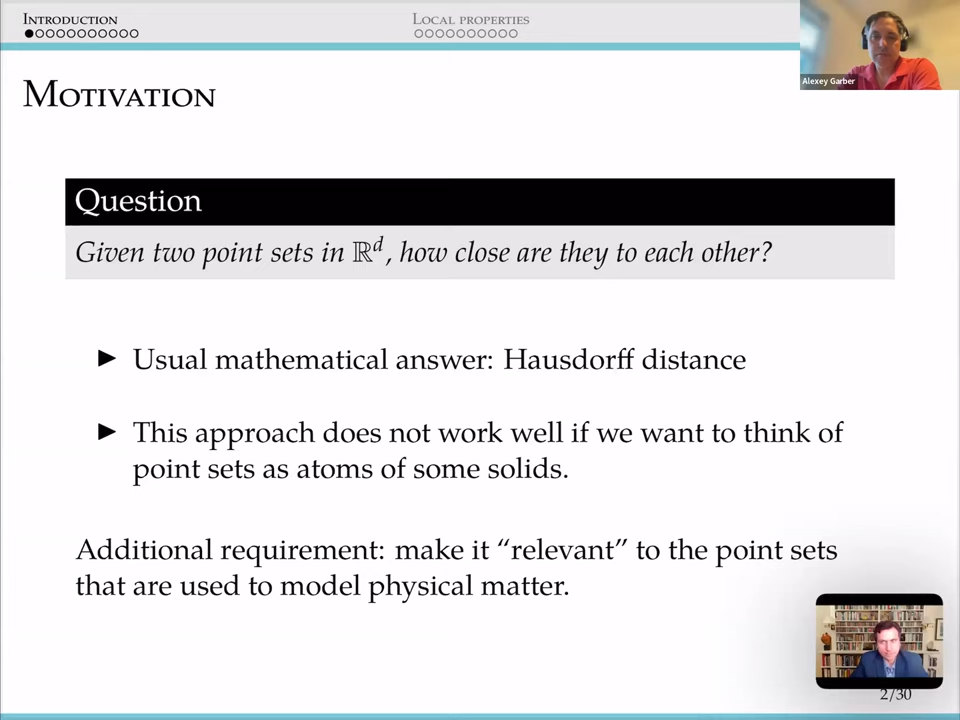 Introduction
Local properties
Alexey Garber
Motivation
Question
Given two point sets in ℝᵈ, how close are they to each other?
▶ Usual mathematical answer: Hausdorff distance
▶ This approach does not work well if we want to think of
point sets as atoms of some solids.
Additional requirement: make it “relevant” to the point sets
that are used to model physical matter.
2/30